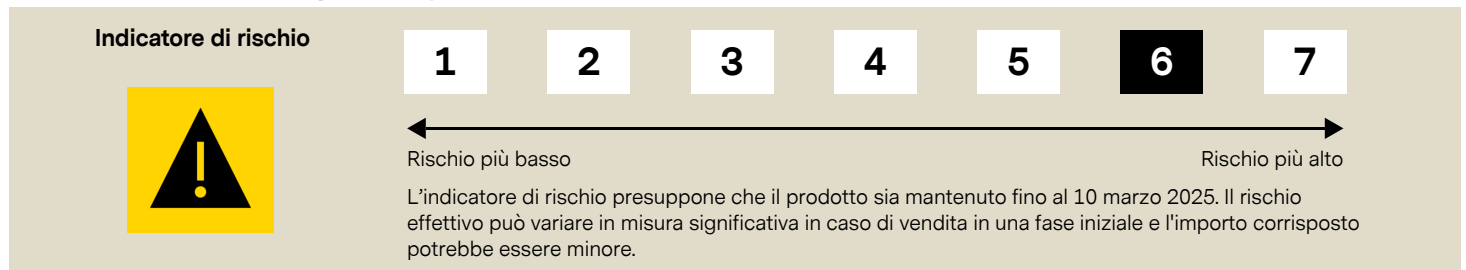 Indicatore di rischio
1 2 3 4 5 6 7
Rischio più basso Rischio più alto
L'indicatore di rischio presuppone che il prodotto sia mantenuto fino al 10 marzo 2025. Il rischio
effettivo può variare in misura significativa in caso di vendita in una fase iniziale e l'importo corrisposto
potrebbe essere minore.